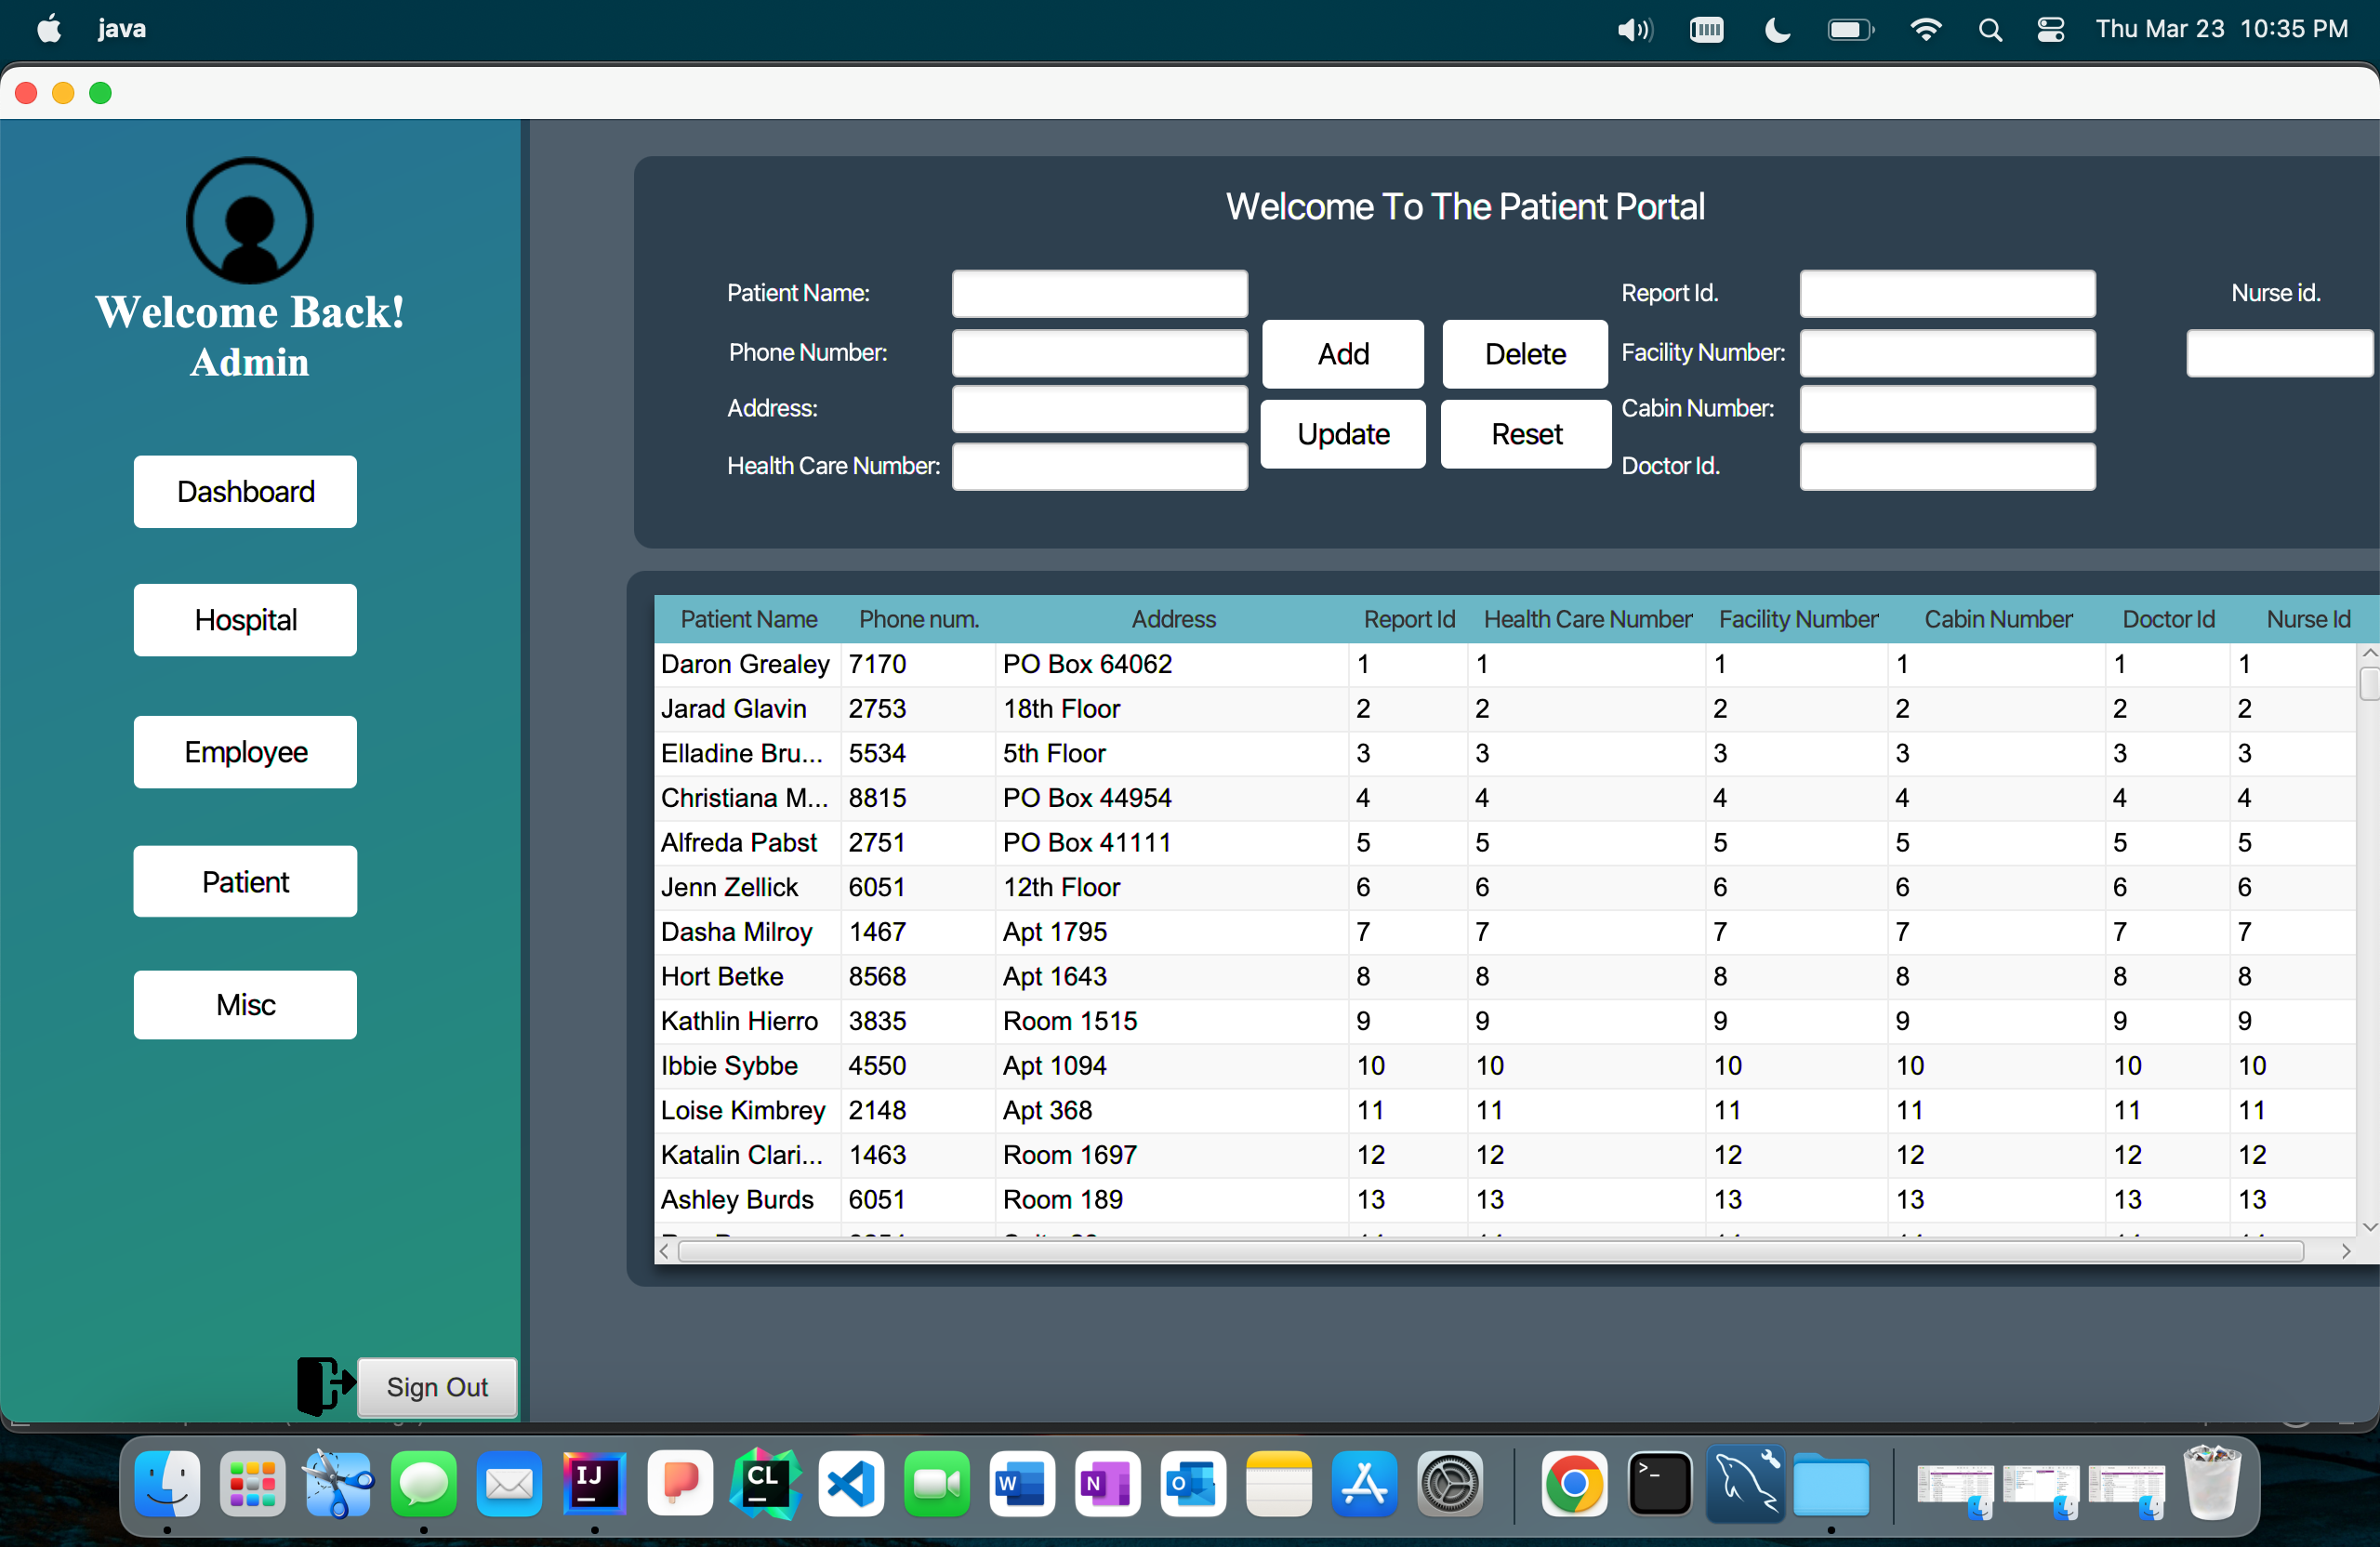 java
Thu Mar 23 10:35 PM
Welcome Back!
Admin
Dashboard
Hospital
Employee
Patient
Misc
Sign Out
Welcome To The Patient Portal
Patient Name:
Phone Number:
Address:
Health Care Number:
Add
Delete
Update
Reset
Report Id.
Facility Number:
Cabin Number:
Doctor Id.
Nurse id.
Patient Name Phone num. Address Report Id Health Care Number Facility Number Cabin Number Doctor Id Nurse Id
Daron Grealey 7170 PO Box 64062 1 1 1 1 1 1
Jarad Glavin 2753 18th Floor 2 2 2 2 2 2
Elladine Bru... 5534 5th Floor 3 3 3 3 3 3
Christiana M... 8815 PO Box 44954 4 4 4 4 4 4
Alfreda Pabst 2751 PO Box 41111 5 5 5 5 5 5
Jenn Zellick 6051 12th Floor 6 6 6 6 6 6
Dasha Milroy 1467 Apt 1795 7 7 7 7 7 7
Hort Betke 8568 Apt 1643 8 8 8 8 8 8
Kathlin Hierro 3835 Room 1515 9 9 9 9 9 9
Ibbie Sybbe 4550 Apt 1094 10 10 10 10 10 10
Loise Kimbrey 2148 Apt 368 11 11 11 11 11 11
Katalin Clari... 1463 Room 1697 12 12 12 12 12 12
Ashley Burds 6051 Room 189 13 13 13 13 13 13
IJ
CL
W
N
O
>_